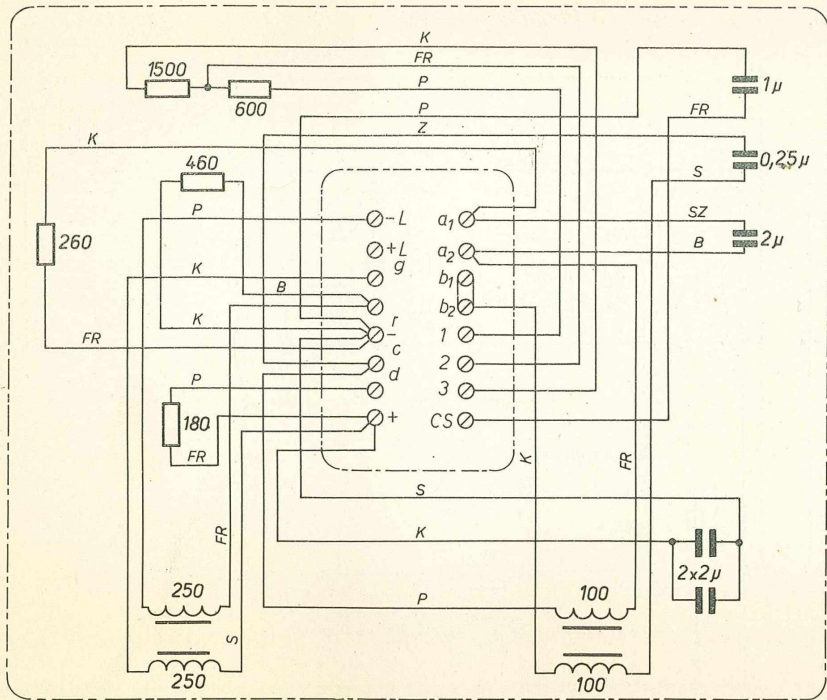 K
FR
1500
P
600
1μ
P
FR
Z
K
0,25μ
460
S
P
-L
a1
SZ
260
+L
a2
B
2μ
g
K
b1
B
b2
r
K
-
1
FR
c
2
P
d
3
180
+
CS
FR
K
FR
S
FR
K
2x2μ
250
100
P
S
250
100